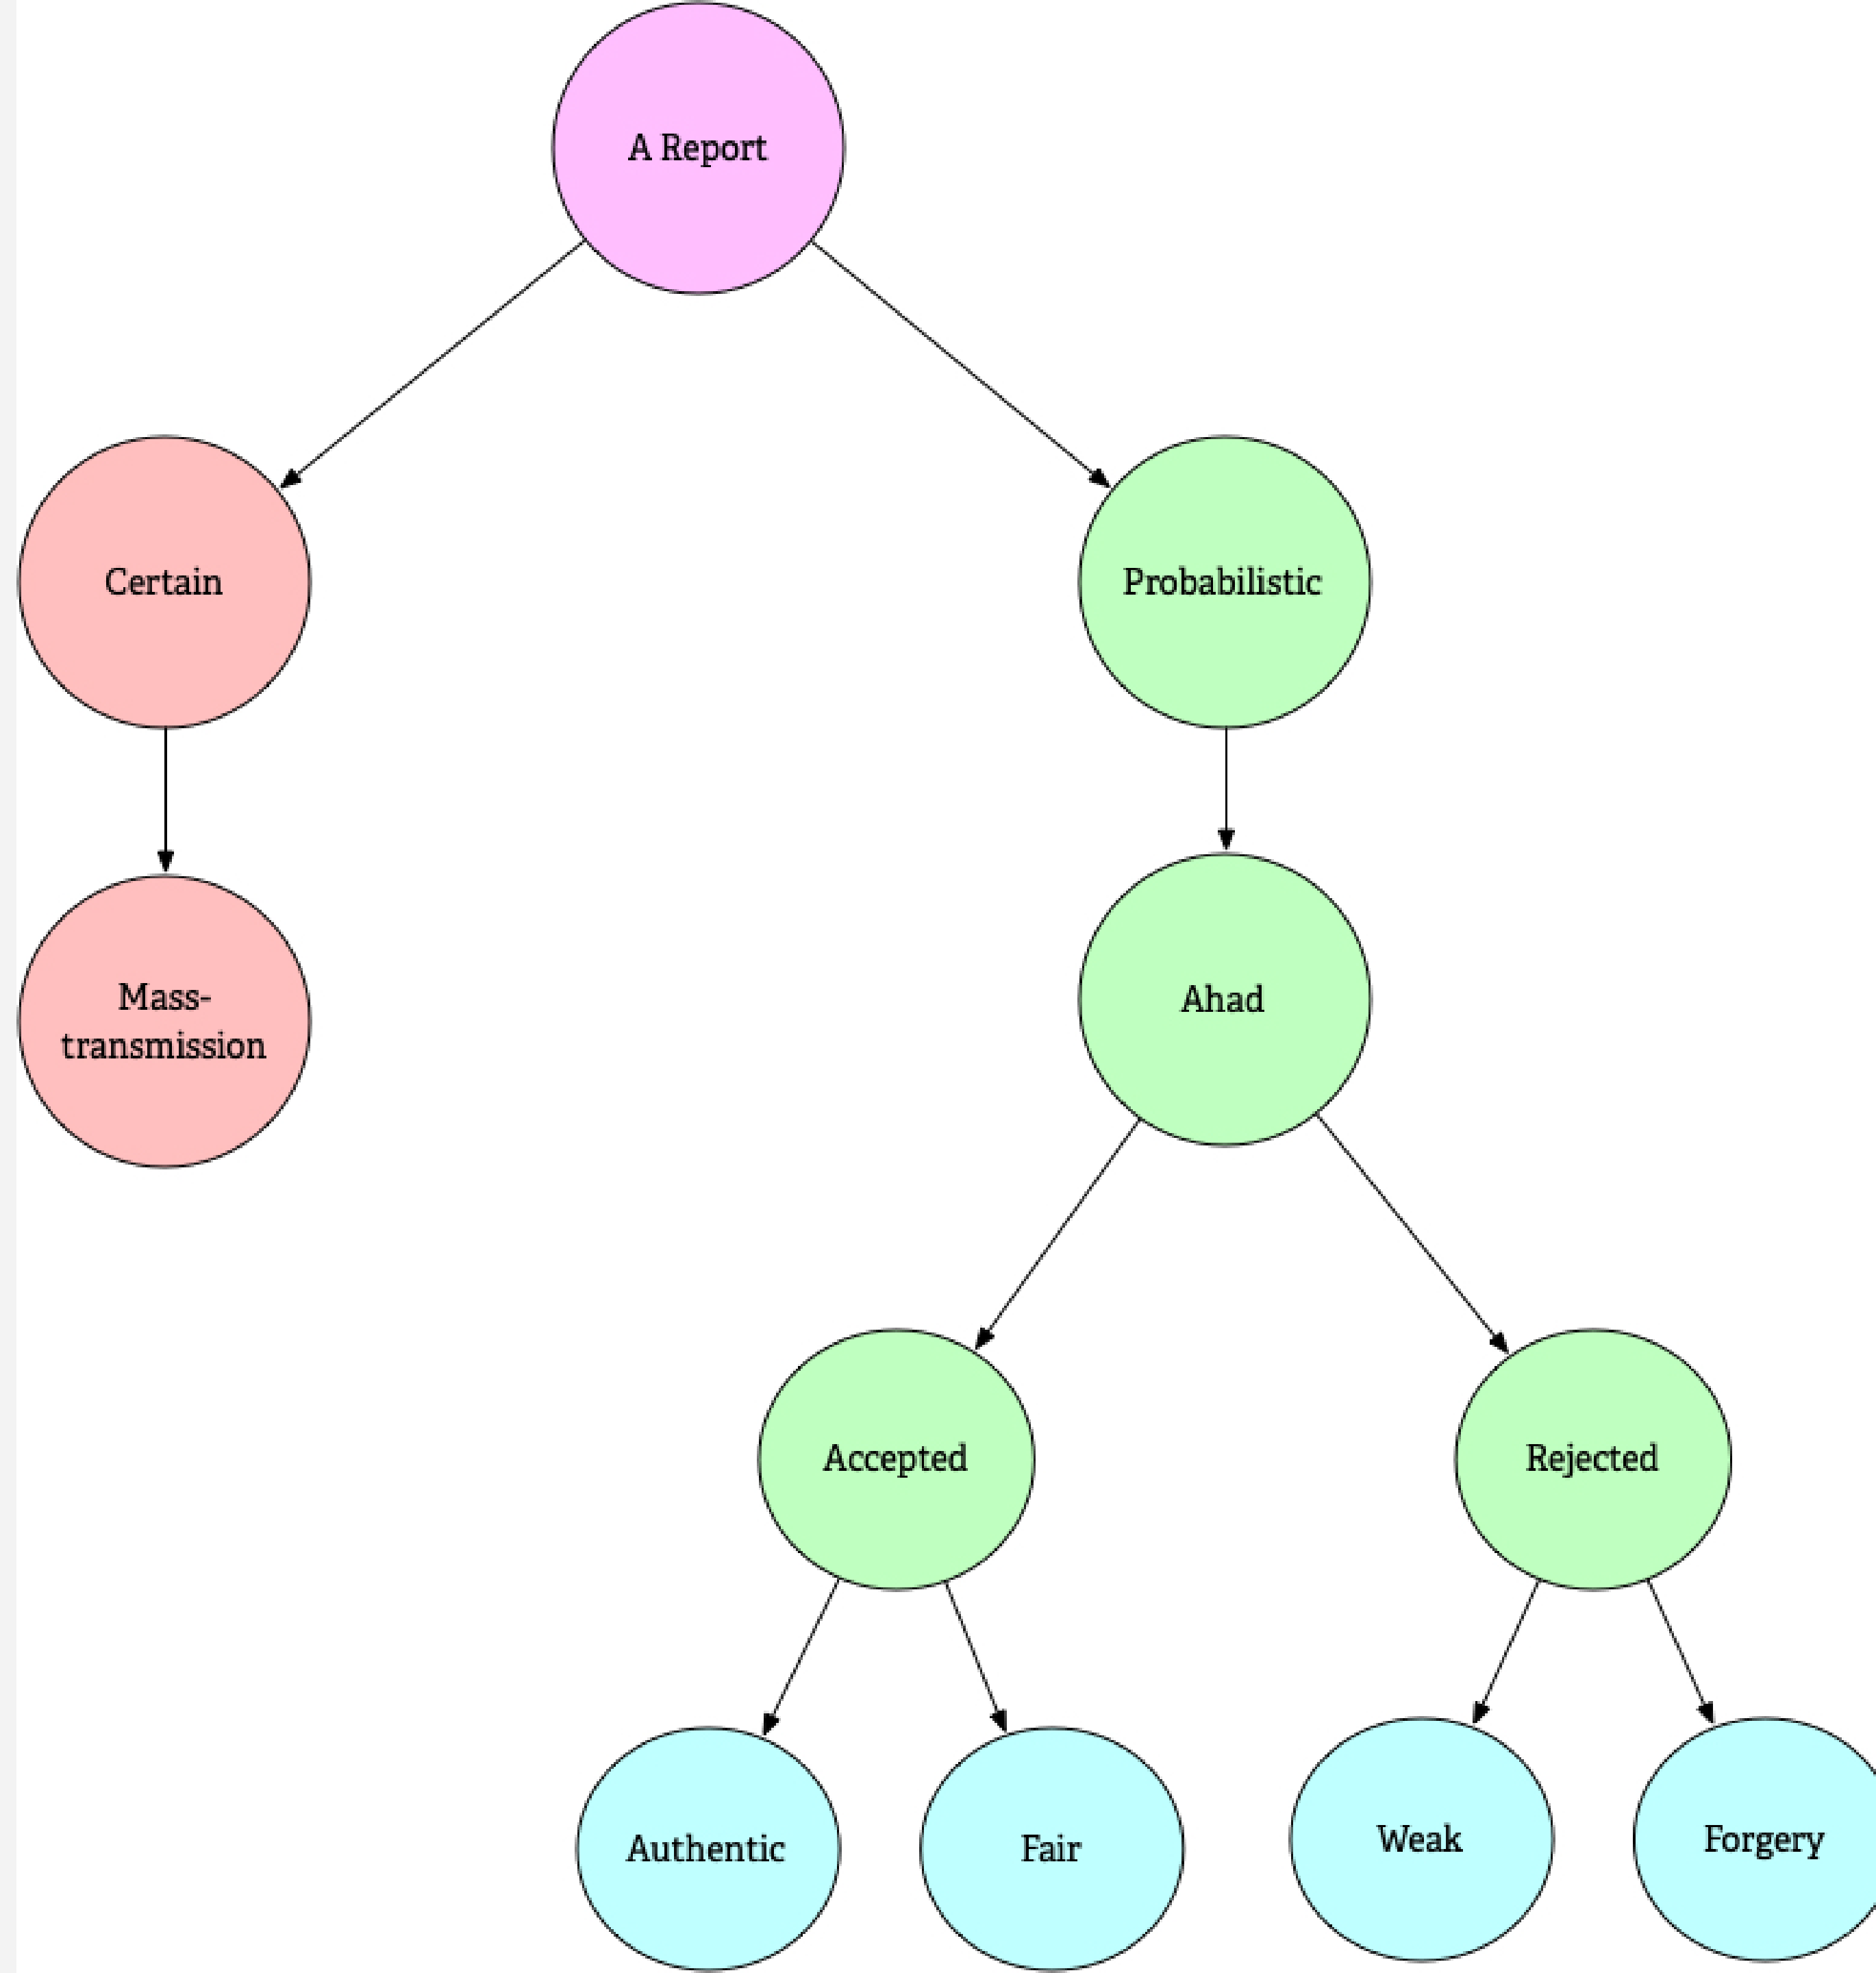 A Report
Certain
Probabilistic
Mass-
transmission
Ahad
Accepted
Rejected
Authentic
Fair
Weak
Forgery